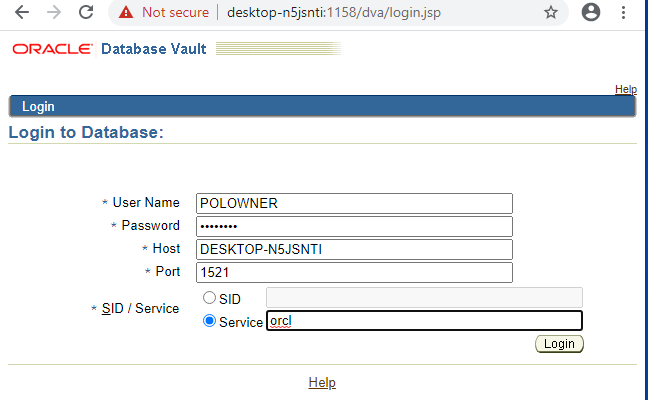 Not secure | desktop-n5jsnti:1158/dva/login.jsp
ORACLE Database Vault
Help
Login
Login to Database:
* User Name POLOWNER
* Password ••••••••
* Host DESKTOP-N5JSNTI
* Port 1521
* SID / Service SID
Service orcl
Login
Help